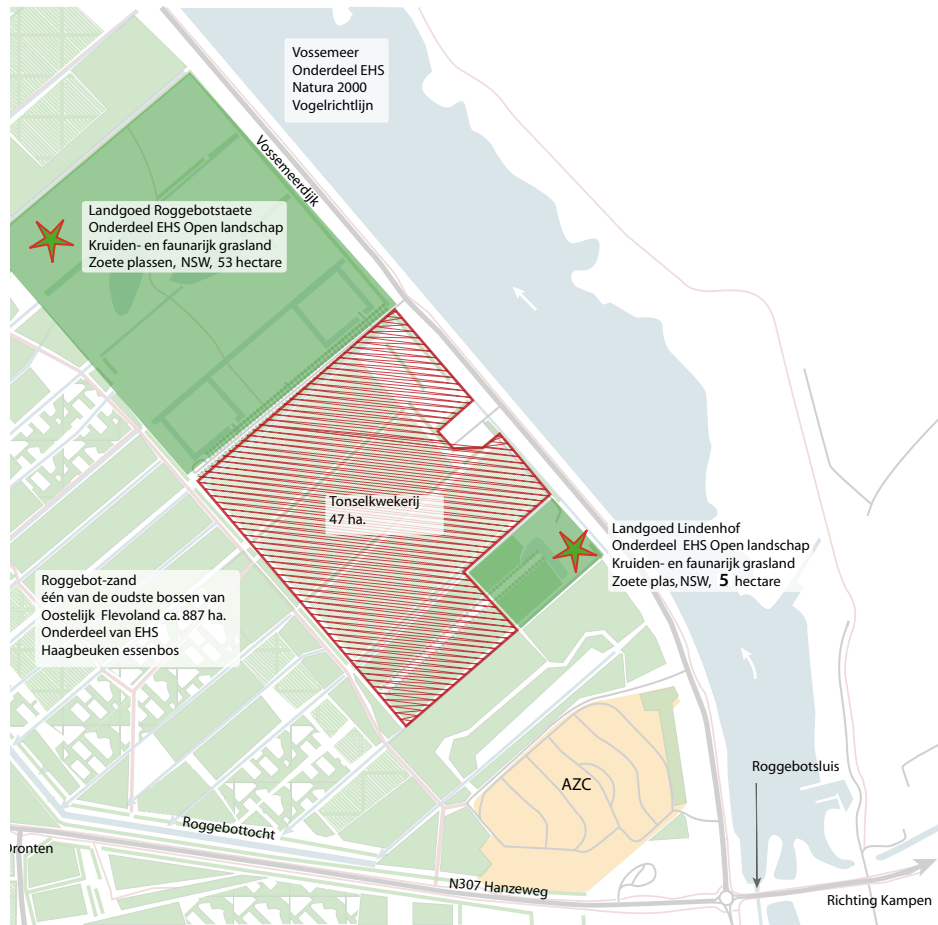 Vossemeer
Onderdeel EHS
Natura 2000
Vogelrichtlijn
Vossemeerdijk
Landgoed Roggebotstaete
Onderdeel EHS Open landschap
Kruiden- en faunarijk grasland
Zoete plassen, NSW, 53 hectare
Tonselkwekerij
47 ha.
Landgoed Lindenhof
Onderdeel EHS Open landschap
Kruiden- en faunarijk grasland
Zoete plas, NSW, 5 hectare
Roggebot-zand
één van de oudste bossen van
Oostelijk Flevoland ca. 887 ha.
Onderdeel van EHS
Haagbeuken essenbos
Roggebotsluis
AZC
Roggebottocht
Dronten
N307 Hanzeweg
Richting Kampen